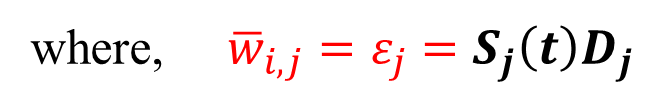 where, w̅ᵢ,ⱼ = εⱼ = Sⱼ(t)Dⱼ